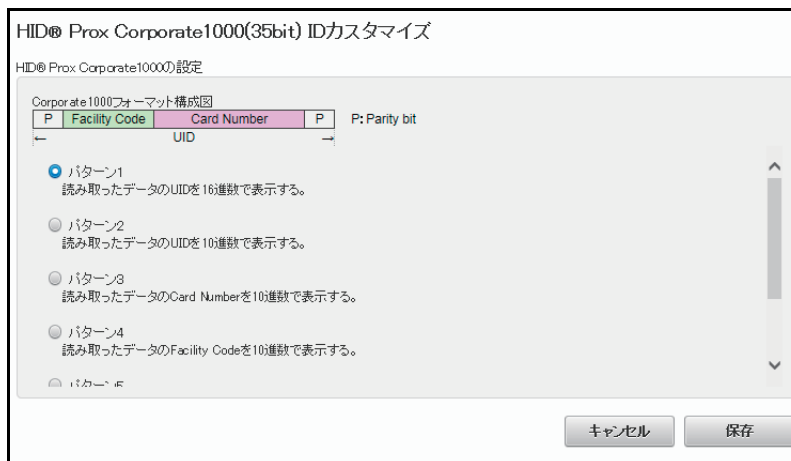 HID® Prox Corporate1000(35bit) IDカスタマイズ
HID® Prox Corporate1000の設定
Corporate1000フォーマット構成図
P Facility Code Card Number P P: Parity bit
← UID →
パターン1
読み取ったデータのUIDを16進数で表示する。
パターン2
読み取ったデータのUIDを10進数で表示する。
パターン3
読み取ったデータのCard Numberを10進数で表示する。
パターン4
読み取ったデータのFacility Codeを10進数で表示する。
キャンセル 保存